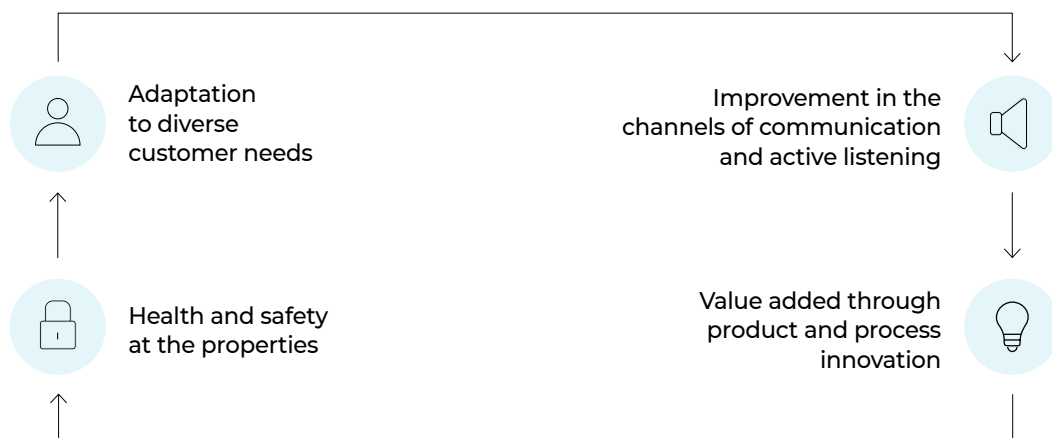 Adaptation
to diverse
customer needs
Improvement in the
channels of communication
and active listening
Health and safety
at the properties
Value added through
product and process
innovation